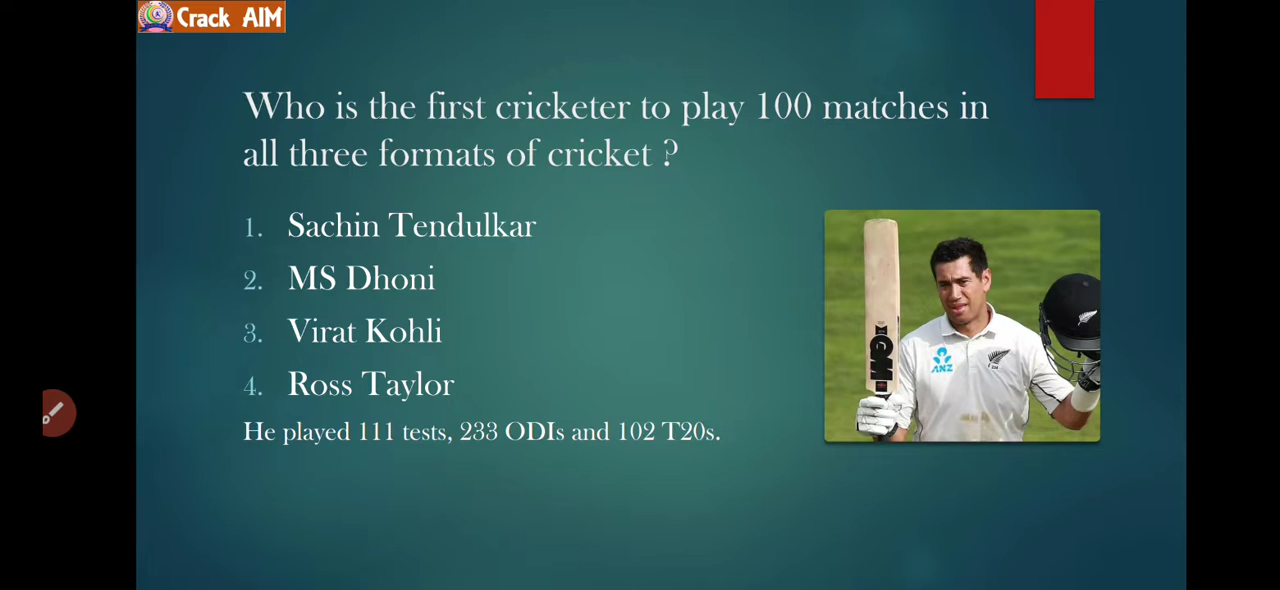 Crack AIM
Who is the first cricketer to play 100 matches in
all three formats of cricket ?
1. Sachin Tendulkar
2. MS Dhoni
3. Virat Kohli
4. Ross Taylor
He played 111 tests, 233 ODIs and 102 T20s.
ANZ
GM